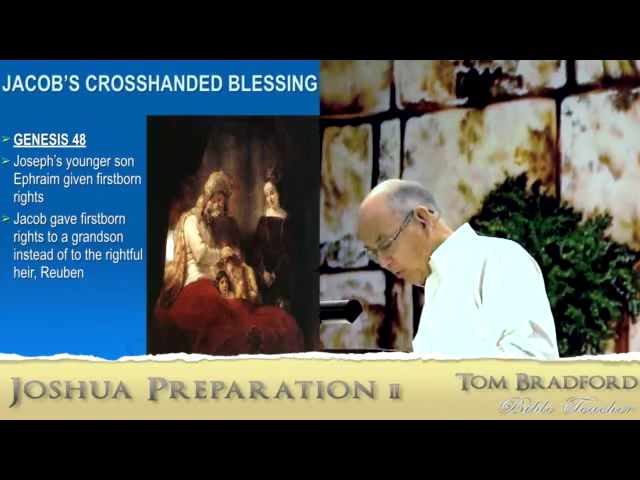 JACOB'S CROSSHANDED BLESSING
➢ GENESIS 48
➢ Joseph's younger son
Ephraim given firstborn
rights
➢ Jacob gave firstborn
rights to a grandson
instead of to the rightful
heir, Reuben
JOSHUA PREPARATION II
TOM BRADFORD
Bible Teacher